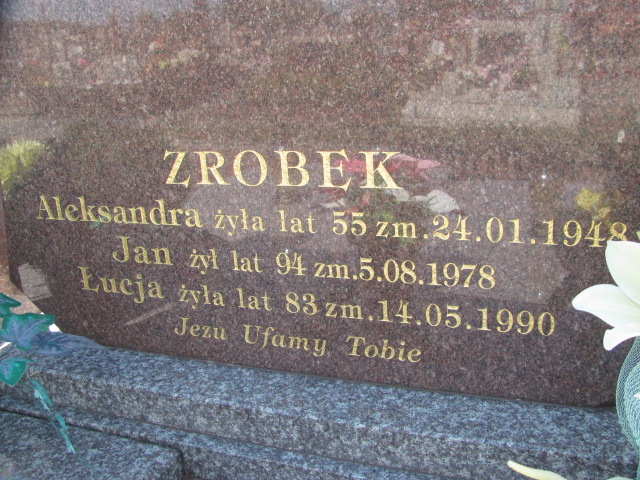 ZROBEK
Aleksandra żyła lat 55 zm.24.01.1948
Jan żył lat 94 zm.5.08.1978
Łucja żyła lat 83 zm.14.05.1990
Jezu Ufamy Tobie